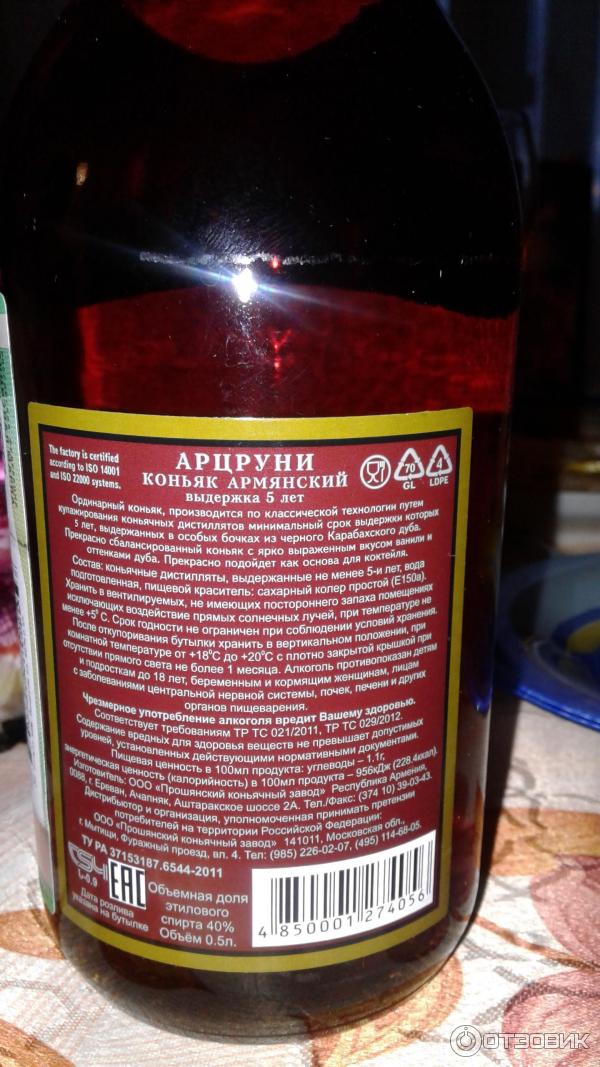 The factory is certified
according to ISO 14001
and ISO 22000 systems.
АРЦРУНИ
КОНЬЯК АРМЯНСКИЙ
выдержка 5 лет
70
GL
4
LDPE
Ординарный коньяк, производится по классической технологии путем
купажирования коньячных дистиллятов минимальный срок выдержки которых
5 лет, выдержанных в особых бочках из черного Карабахского дуба.
Прекрасно сбалансированный коньяк с ярко выраженным вкусом ванили и
оттенками дуба. Прекрасно подойдет как основа для коктейля.
Состав: коньячные дистилляты, выдержанные не менее 5-и лет, вода
подготовленная, пищевой краситель: сахарный колер простой (Е150а).
Хранить в вентилируемых, не имеющих постороннего запаха помещениях
исключающих воздействие прямых солнечных лучей, при температуре не
менее +5°С. Срок годности не ограничен при соблюдении условий хранения.
После откупоривания бутылки хранить в вертикальном положении, при
комнатной температуре от +18°С до +20°С с плотно закрытой крышкой при
отсутствии прямого света не более 1 месяца. Алкоголь противопоказан детям
и подросткам до 18 лет, беременным и кормящим женщинам, лицам
с заболеваниями центральной нервной системы, почек, печени и других
органов пищеварения.
Чрезмерное употребление алкоголя вредит Вашему здоровью.
Соответствует требованиям ТР ТС 021/2011, ТР ТС 029/2012.
Содержание вредных для здоровья веществ не превышает допустимых
уровней, установленных действующими нормативными документами.
Пищевая ценность в 100мл продукта: углеводы – 1.1г,
энергетическая ценность (калорийность) в 100мл продукта – 956кДж (228.4ккал).
Изготовитель: ООО «Прошянский коньячный завод» Республика Армения,
0088, г. Ереван, Ачапняк, Аштаракское шоссе 2А. Тел./Факс: (374 10) 39-03-43.
Дистрибьютор и организация, уполномоченная принимать претензии
потребителей на территории Российской Федерации:
ООО «Прошянский коньячный завод» 141011, Московская обл.,
г. Мытищи, Фуражный проезд, вл. 4. Тел: (985) 226-02-07, (495) 114-68-05.
ТУ РА 37153187.6544-2011
L-0.9
ЕАС
Дата розлива
указана на бутылке
Объемная доля
этилового
спирта 40%
Объём 0.5л.
4 850001 274056
ОТЗОВИК